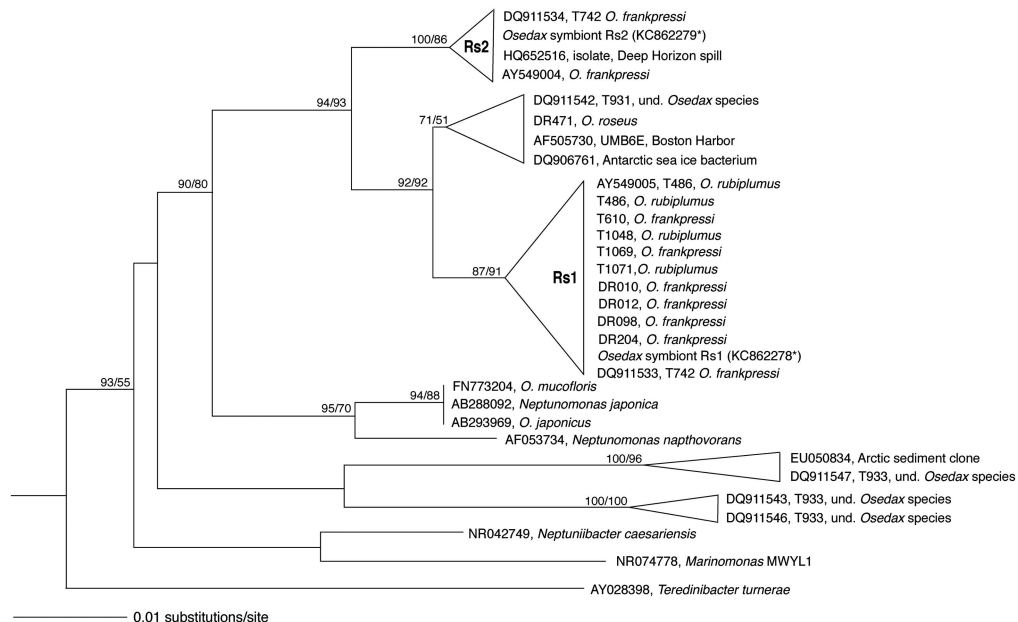 DQ911534, T742 O. frankpressi
100/86
Rs2
Osedax symbiont Rs2 (KC862279*)
HQ652516, isolate, Deep Horizon spill
AY549004, O. frankpressi
94/93
DQ911542, T931, und. Osedax species
71/51
DR471, O. roseus
AF505730, UMB6E, Boston Harbor
DQ906761, Antarctic sea ice bacterium
90/80
92/92
AY549005, T486, O. rubiplumus
T486, O. rubiplumus
T610, O. frankpressi
T1048, O. rubiplumus
T1069, O. frankpressi
87/91
Rs1
T1071,O. rubiplumus
DR010, O. frankpressi
DR012, O. frankpressi
DR098, O. frankpressi
DR204, O. frankpressi
Osedax symbiont Rs1 (KC862278*)
DQ911533, T742 O. frankpressi
93/55
FN773204, O. mucofloris
94/88
AB288092, Neptunomonas japonica
95/70
AB293969, O. japonicus
AF053734, Neptunomonas napthovorans
100/96
EU050834, Arctic sediment clone
DQ911547, T933, und. Osedax species
100/100
DQ911543, T933, und. Osedax species
DQ911546, T933, und. Osedax species
NR042749, Neptuniibacter caesariensis
NR074778, Marinomonas MWYL1
AY028398, Teredinibacter turnerae
0.01 substitutions/site